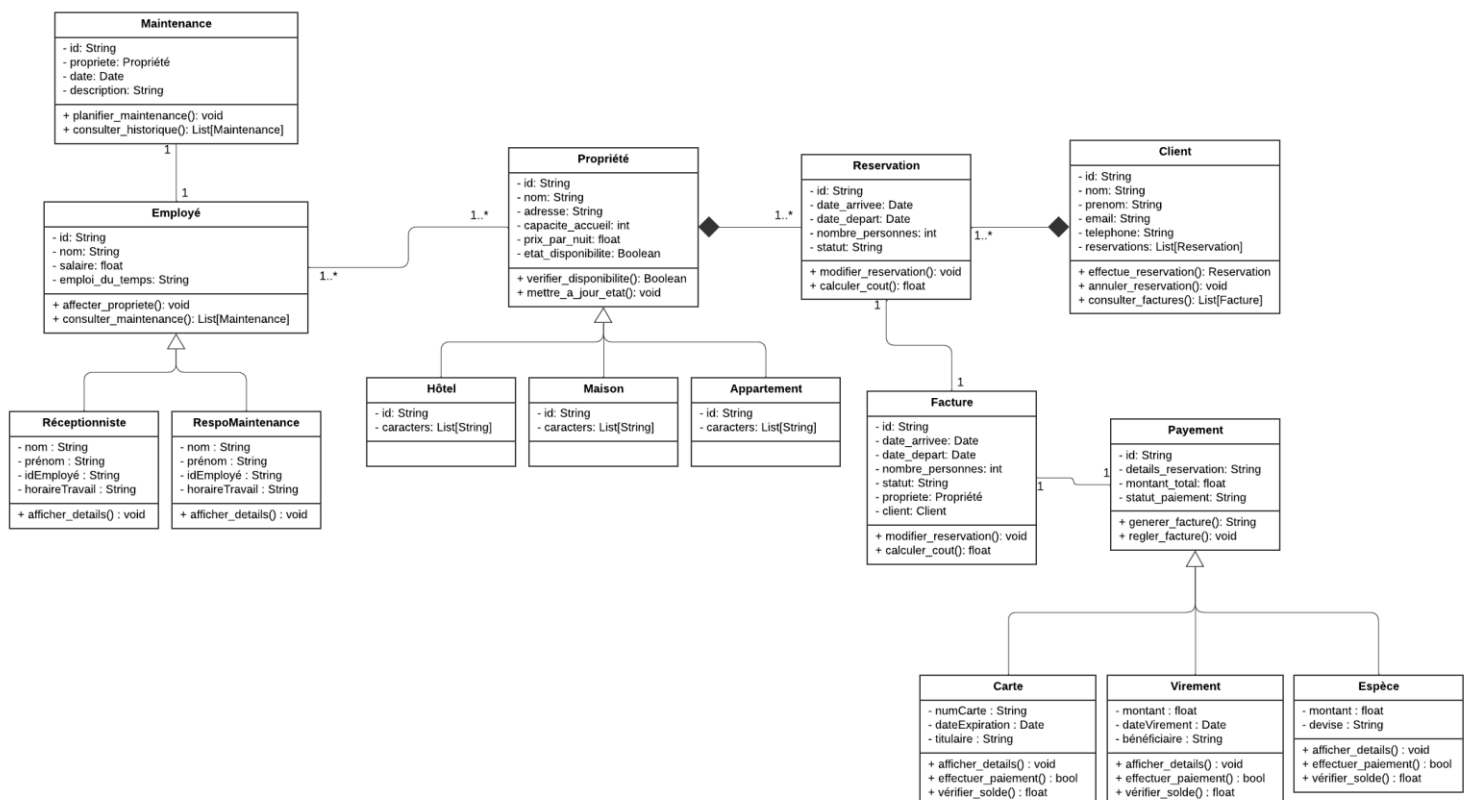 Maintenance
- id: String
- propriete: Propriété
- date: Date
- description: String
+ planifier_maintenance(): void
+ consulter_historique(): List[Maintenance]
1
1
Employé
- id: String
- nom: String
- salaire: float
- emploi_du_temps: String
+ affecter_propriete(): void
+ consulter_maintenance(): List[Maintenance]
1..*
1..*
Réceptionniste
- nom : String
- prénom : String
- idEmployé : String
- horaireTravail : String
+ afficher_details() : void
RespoMaintenance
- nom : String
- prénom : String
- idEmployé : String
- horaireTravail : String
+ afficher_details() : void
Propriété
- id: String
- nom: String
- adresse: String
- capacite_accueil: int
- prix_par_nuit: float
- etat_disponibilite: Boolean
+ verifier_disponibilite(): Boolean
+ mettre_a_jour_etat(): void
1..*
Hôtel
- id: String
- caracters: List[String]
Maison
- id: String
- caracters: List[String]
Appartement
- id: String
- caracters: List[String]
Reservation
- id: String
- date_arrivee: Date
- date_depart: Date
- nombre_personnes: int
- statut: String
+ modifier_reservation(): void
+ calculer_cout(): float
1..*
1
1
Client
- id: String
- nom: String
- prenom: String
- email: String
- telephone: String
- reservations: List[Reservation]
+ effectue_reservation(): Reservation
+ annuler_reservation(): void
+ consulter_factures(): List[Facture]
Facture
- id: String
- date_arrivee: Date
- date_depart: Date
- nombre_personnes: int
- statut: String
- propriete: Propriété
- client: Client
+ modifier_reservation(): void
+ calculer_cout(): float
1
1
Payement
- id: String
- details_reservation: String
- montant_total: float
- statut_paiement: String
+ generer_facture(): String
+ regler_facture(): void
Carte
- numCarte : String
- dateExpiration : Date
- titulaire : String
+ afficher_details() : void
+ effectuer_paiement() : bool
+ vérifier_solde() : float
Virement
- montant : float
- dateVirement : Date
- bénéficiaire : String
+ afficher_details() : void
+ effectuer_paiement() : bool
+ vérifier_solde() : float
Espèce
- montant : float
- devise : String
+ afficher_details() : void
+ effectuer_paiement() : bool
+ vérifier_solde() : float